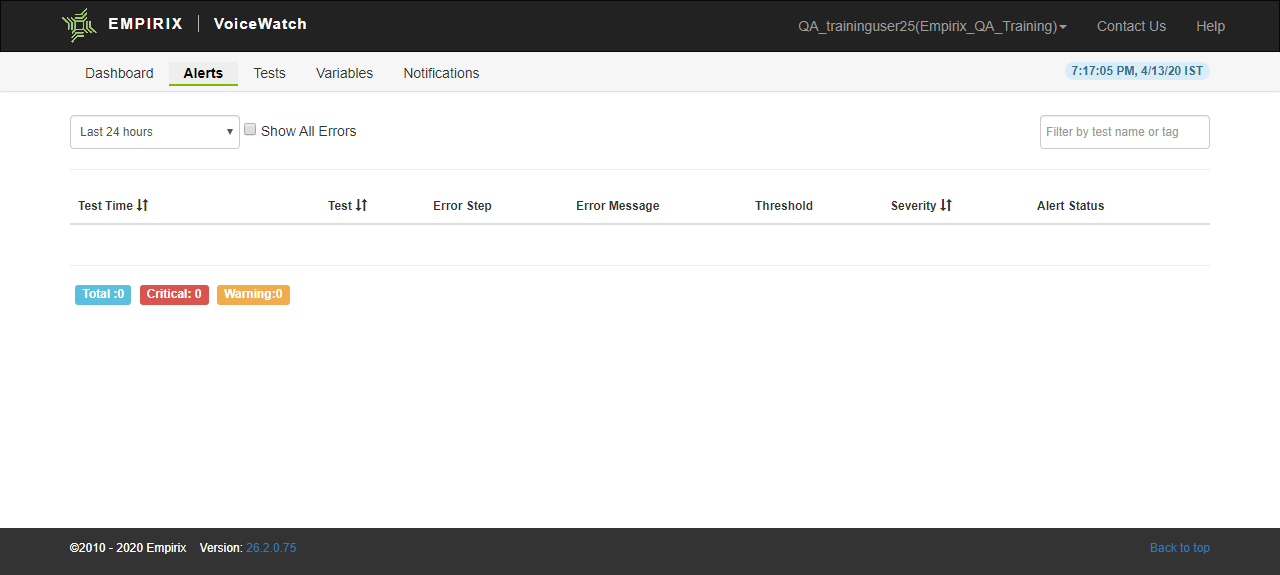 EMPIRIX | VoiceWatch QA_traininguser25(Empirix_QA_Training) Contact Us Help
Dashboard Alerts Tests Variables Notifications 7:17:05 PM, 4/13/20 IST
Last 24 hours Show All Errors Filter by test name or tag
Test Time Test Error Step Error Message Threshold Severity Alert Status
Total :0 Critical: 0 Warning:0
©2010 - 2020 Empirix Version: 26.2.0.75 Back to top